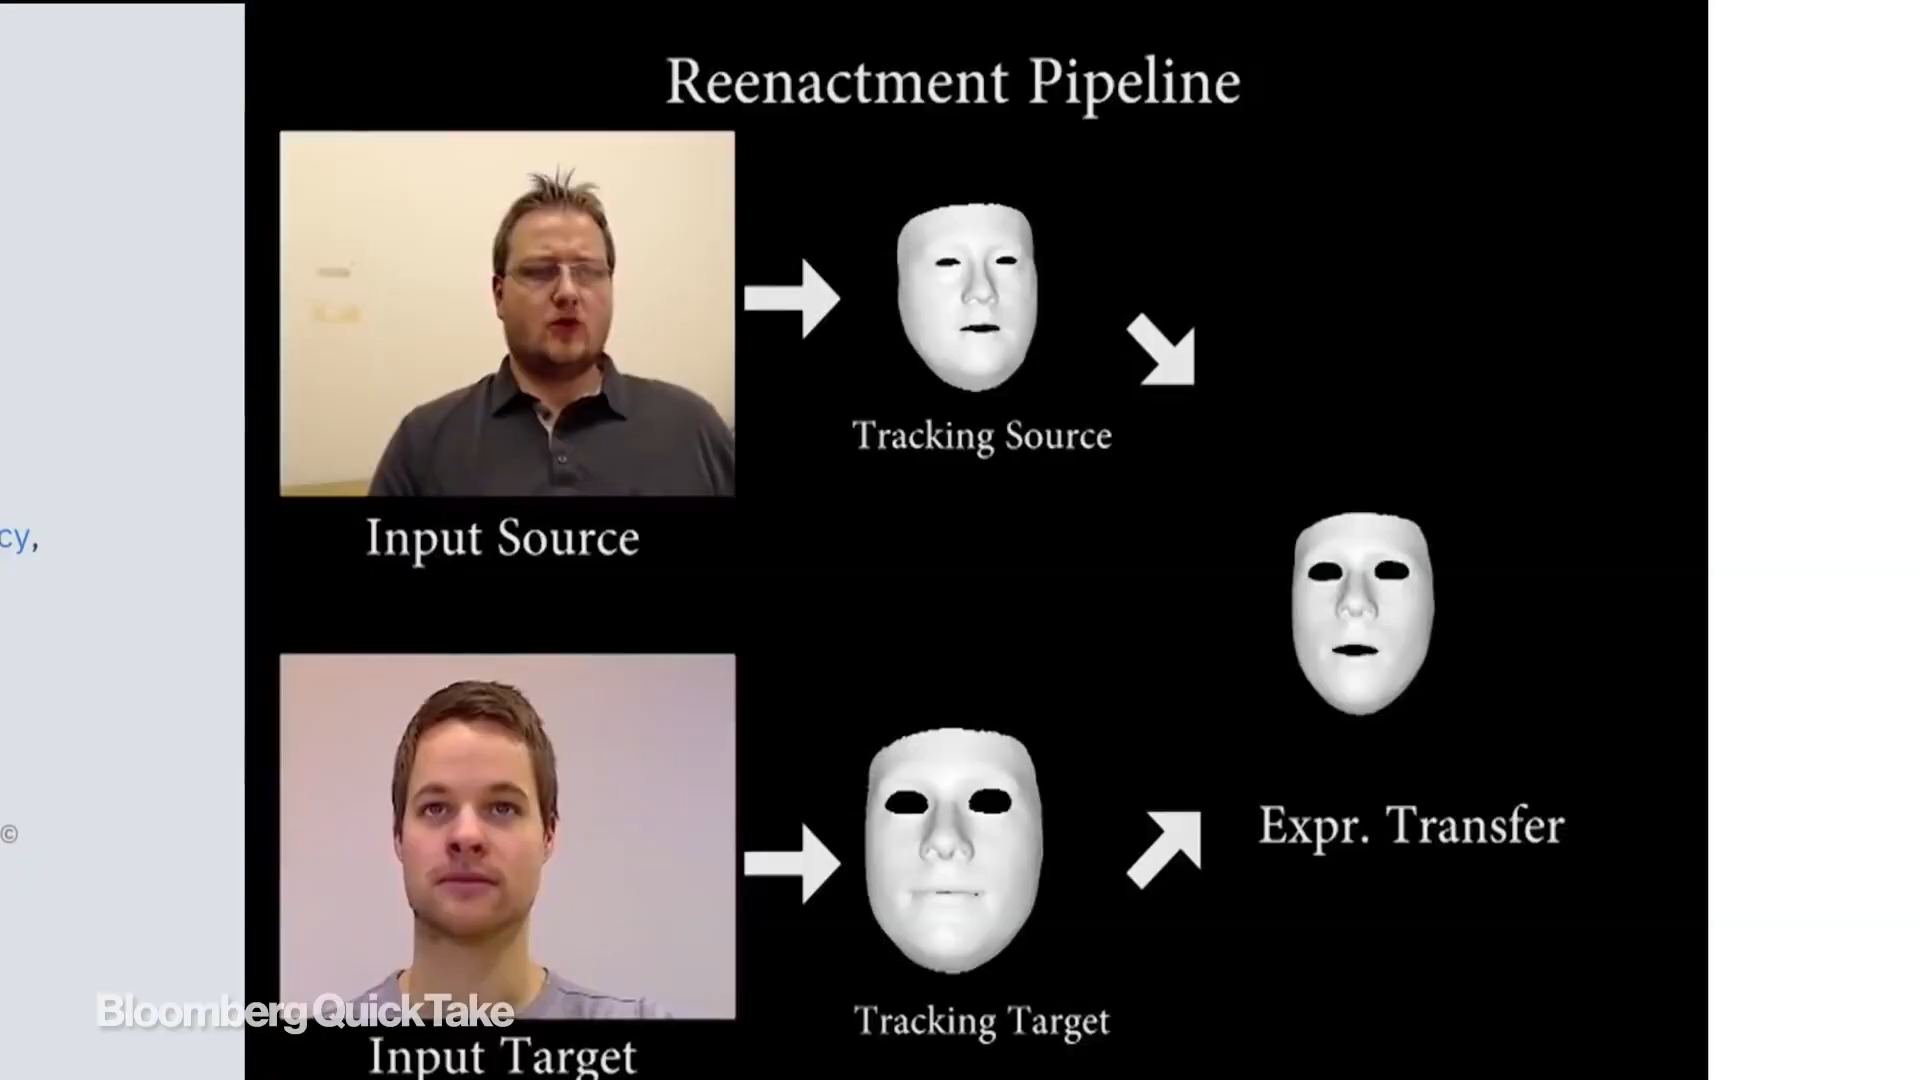 Reenactment Pipeline
Tracking Source
Input Source
cy,
Expr. Transfer
©
Bloomberg QuickTake
Tracking Target
Input Target